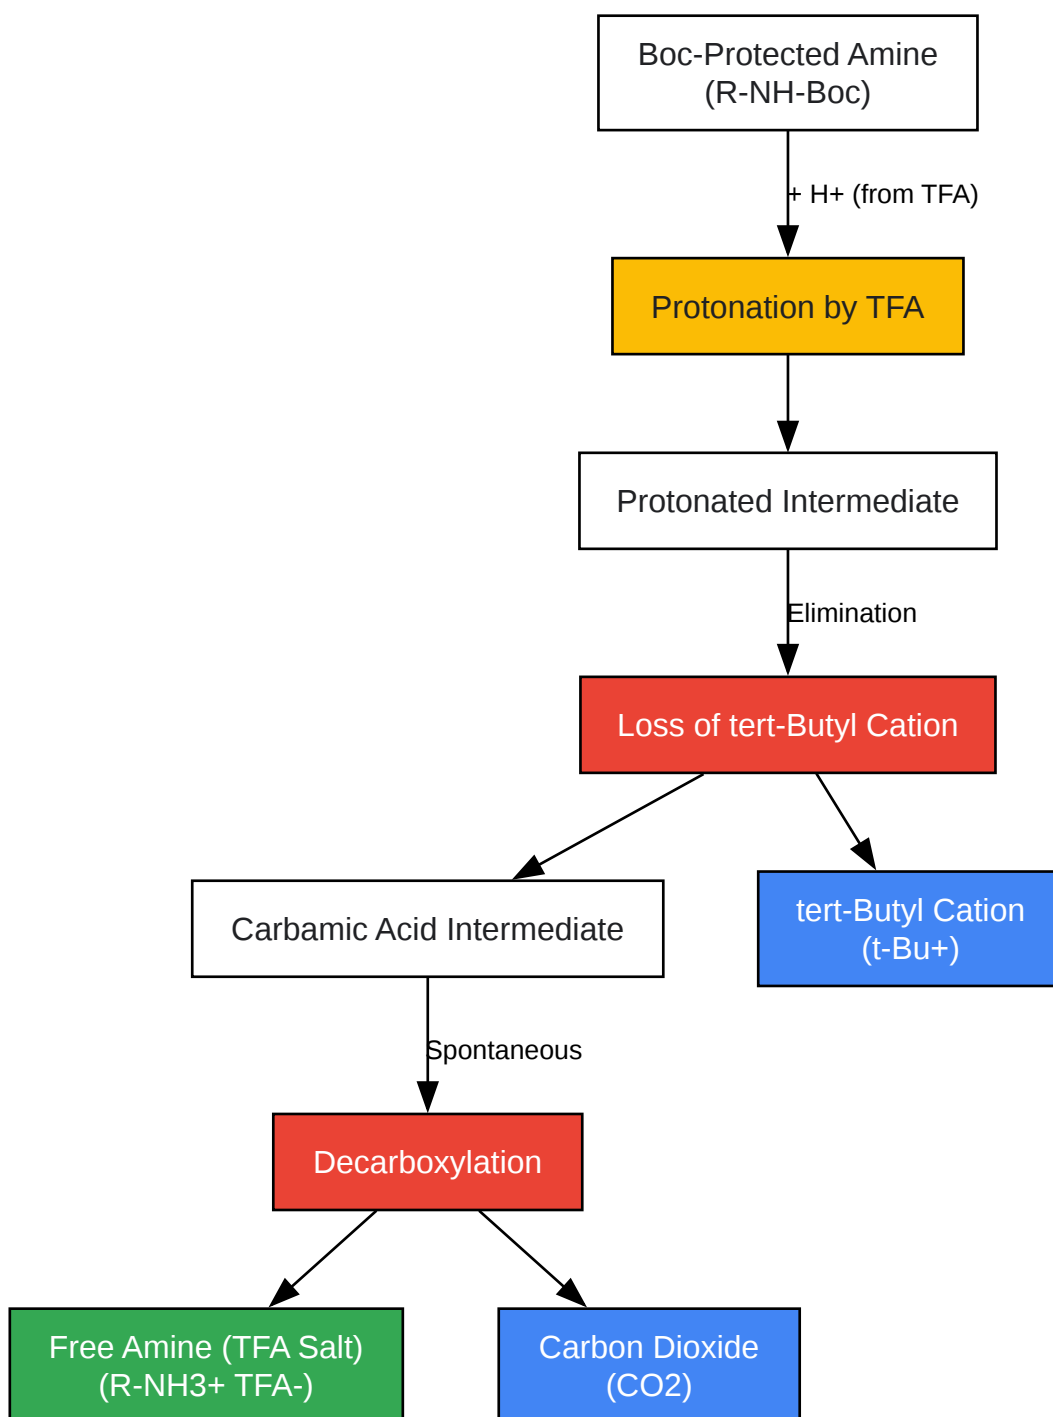 Boc-Protected Amine
(R-NH-Boc)
+ H+ (from TFA)
Protonation by TFA
Protonated Intermediate
Elimination
Loss of tert-Butyl Cation
Carbamic Acid Intermediate
tert-Butyl Cation
(t-Bu+)
Spontaneous
Decarboxylation
Free Amine (TFA Salt)
(R-NH3+ TFA-)
Carbon Dioxide
(CO2)